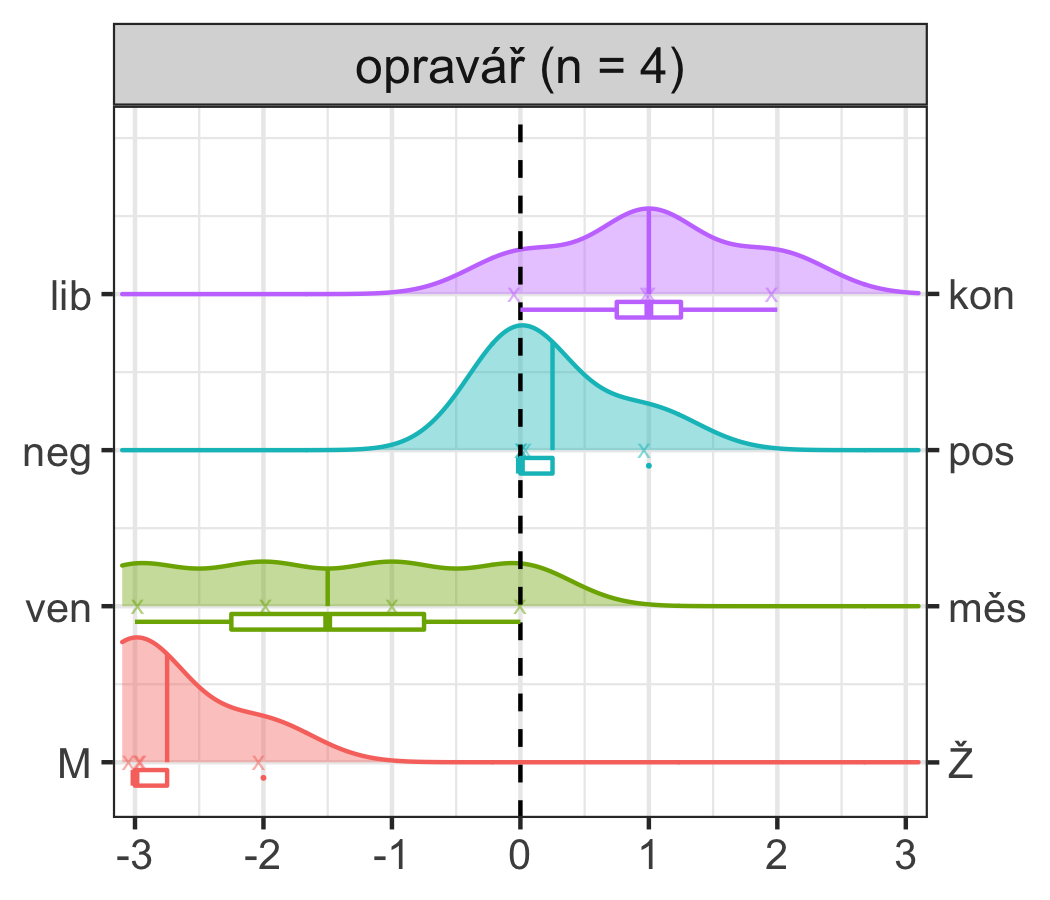 opravář (n = 4)
lib kon
neg pos
ven měs
M Ž
-3 -2 -1 0 1 2 3